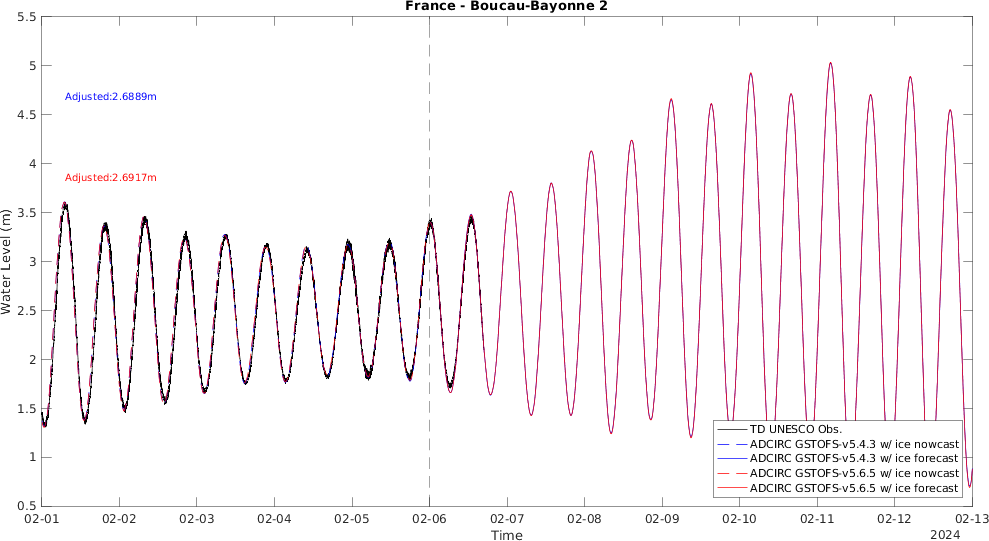 France - Boucau-Bayonne 2
5.5
5
4.5
4
3.5
3
2.5
2
1.5
1
0.5
Water Level (m)
Adjusted:2.6889m
Adjusted:2.6917m
TD UNESCO Obs.
ADCIRC GSTOFS-v5.4.3 w/ ice nowcast
ADCIRC GSTOFS-v5.4.3 w/ ice forecast
ADCIRC GSTOFS-v5.6.5 w/ ice nowcast
ADCIRC GSTOFS-v5.6.5 w/ ice forecast
02-01 02-02 02-03 02-04 02-05 02-06 02-07 02-08 02-09 02-10 02-11 02-12 02-13
Time
2024